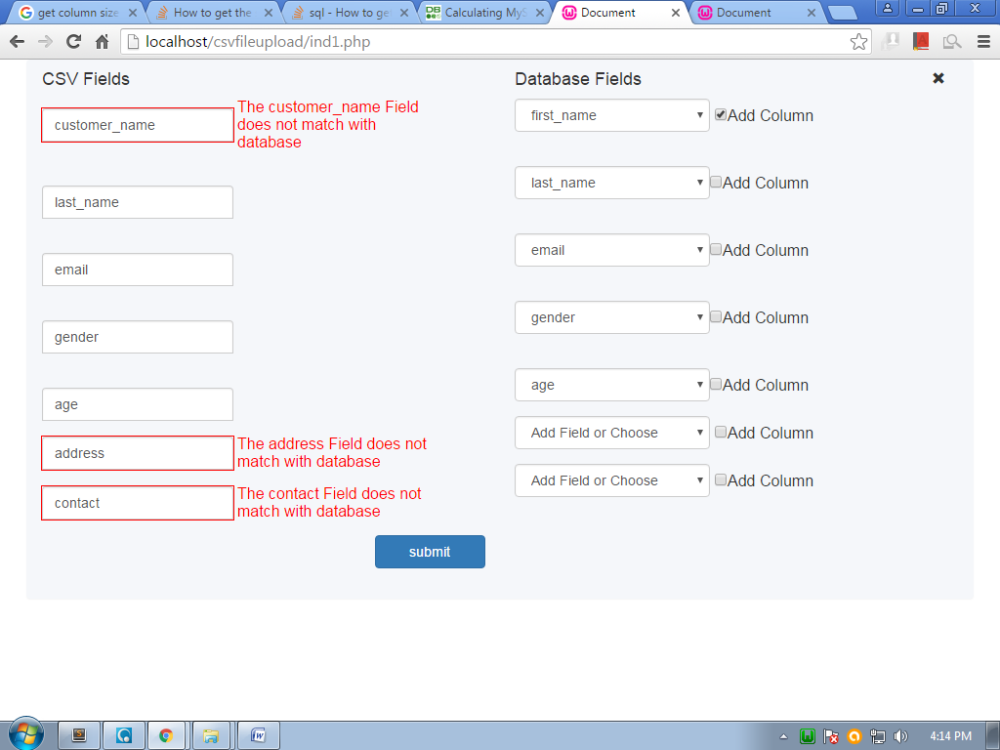 get column size
How to get the
sql - How to ge
Calculating MyS
Document
Document
localhost/csvfileupload/ind1.php
CSV Fields
Database Fields
customer_name
The customer_name Field
does not match with
database
first_name
Add Column
last_name
last_name
Add Column
email
email
Add Column
gender
gender
Add Column
age
age
Add Column
address
The address Field does not
match with database
Add Field or Choose
Add Column
contact
The contact Field does not
match with database
Add Field or Choose
Add Column
submit
4:14 PM